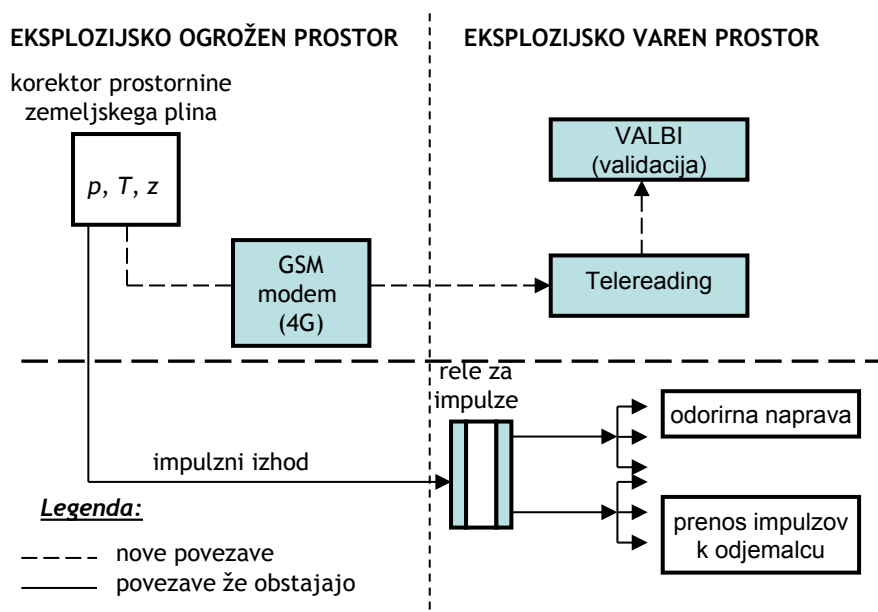 EKSPLOZIJSKO OGROŽEN PROSTOR
EKSPLOZIJSKO VAREN PROSTOR
korektor prostornine
zemeljskega plina
p, T, z
VALBI
(validacija)
GSM
modem
(4G)
Telereading
rele za
impulze
odorirna naprava
impulzni izhod
prenos impulzov
k odjemalcu
Legenda:
nove povezave
povezave že obstajajo